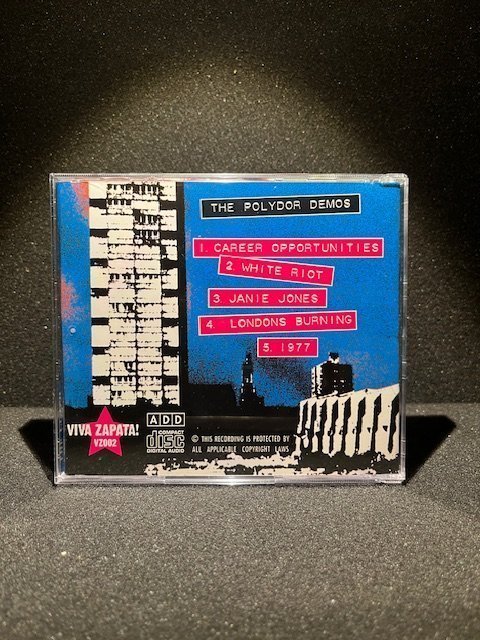 THE POLYDOR DEMOS
1. CAREER OPPORTUNITIES
2. WHITE RIOT
3. JANIE JONES
4. LONDONS BURNING
5. 1977
VIVA ZAPATA!
VZ002
ADD
COMPACT
disc
DIGITAL AUDIO
© THIS RECORDING IS PROTECTED BY
ALL APPLICABLE COPYRIGHT LAWS